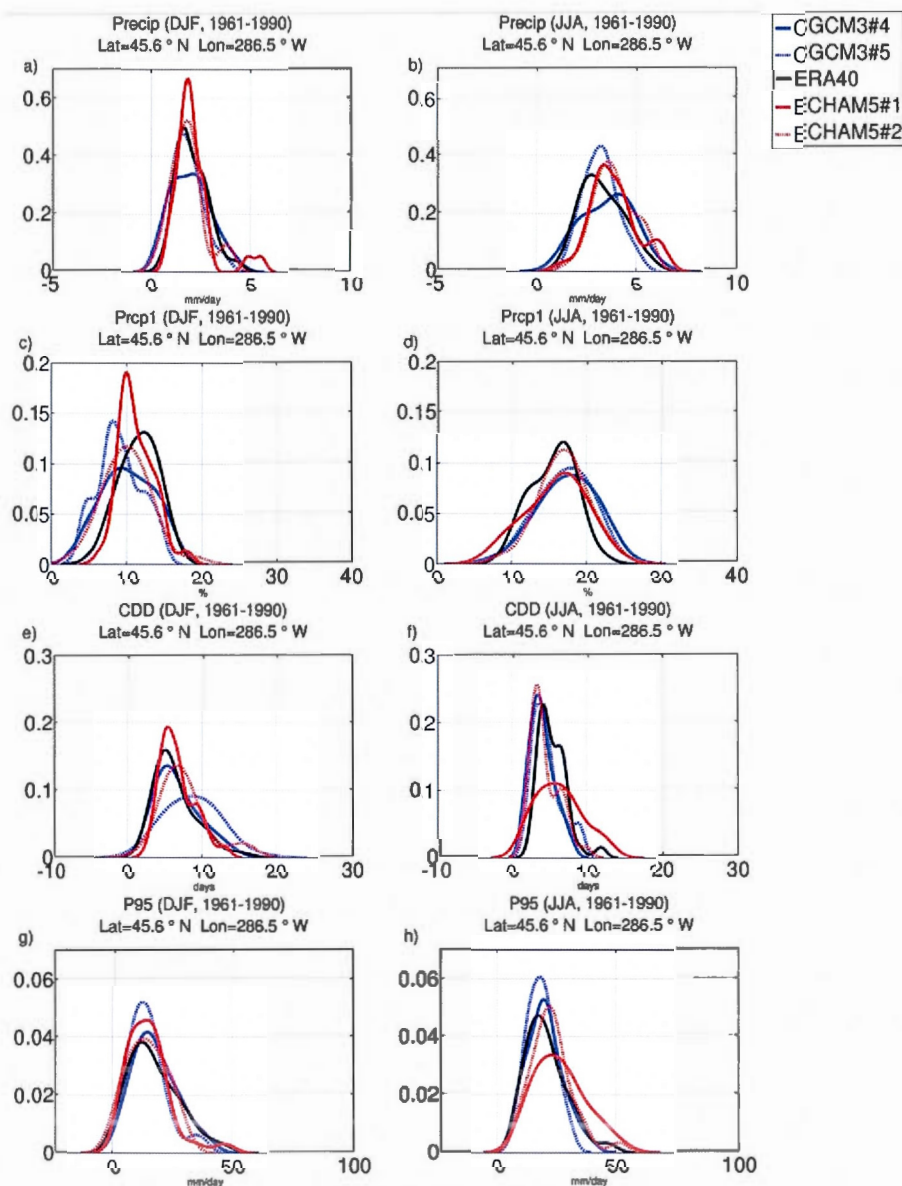 Precip (DJF, 1961-1990)
Lat=45.6 ° N Lon=286.5 ° W
a)
0.6
0.4
0.2
0
-5
0
5
10
mm/day
Precip (JJA, 1961-1990)
Lat=45.6 ° N Lon=286.5 ° W
b)
0.6
0.4
0.2
0
-5
0
5
10
mm/day
CGCM3#4
CGCM3#5
ERA40
ECHAM5#1
ECHAM5#2
Prcp1 (DJF, 1961-1990)
Lat=45.6 ° N Lon=286.5 ° W
c)
0.2
0.15
0.1
0.05
0
0
10
20
30
40
%
Prcp1 (JJA, 1961-1990)
Lat=45.6 ° N Lon=286.5 ° W
d)
0.2
0.15
0.1
0.05
0
0
10
20
30
40
%
CDD (DJF, 1961-1990)
Lat=45.6 ° N Lon=286.5 ° W
e)
0.3
0.2
0.1
0
-10
0
10
20
30
days
CDD (JJA, 1961-1990)
Lat=45.6 ° N Lon=286.5 ° W
f)
0.3
0.2
0.1
0
-10
0
10
20
30
days
P95 (DJF, 1961-1990)
Lat=45.6 ° N Lon=286.5 ° W
g)
0.06
0.04
0.02
0
0
50
100
mm/day
P95 (JJA, 1961-1990)
Lat=45.6 ° N Lon=286.5 ° W
h)
0.06
0.04
0.02
0
0
50
100
mm/day